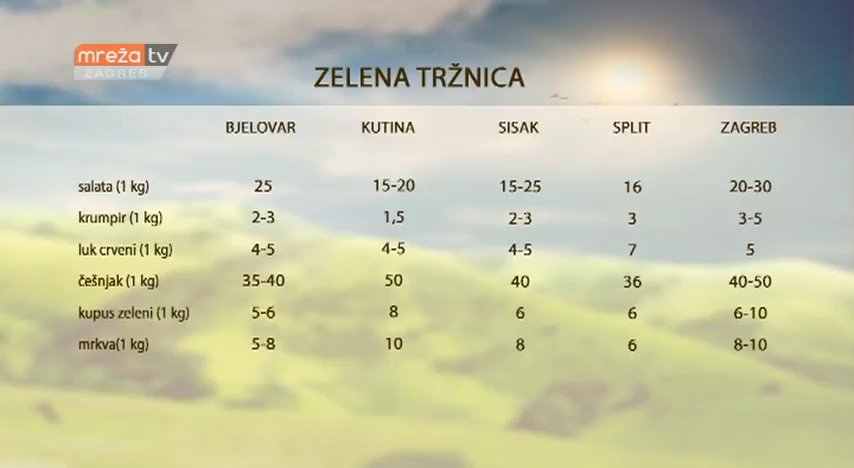 mreža tv
ZAGREB
ZELENA TRŽNICA
BJELOVAR KUTINA SISAK SPLIT ZAGREB
salata (1 kg) 25 15-20 15-25 16 20-30
krumpir (1 kg) 2-3 1,5 2-3 3 3-5
luk crveni (1 kg) 4-5 4-5 4-5 7 5
češnjak (1 kg) 35-40 50 40 36 40-50
kupus zeleni (1 kg) 5-6 8 6 6 6-10
mrkva(1 kg) 5-8 10 8 6 8-10